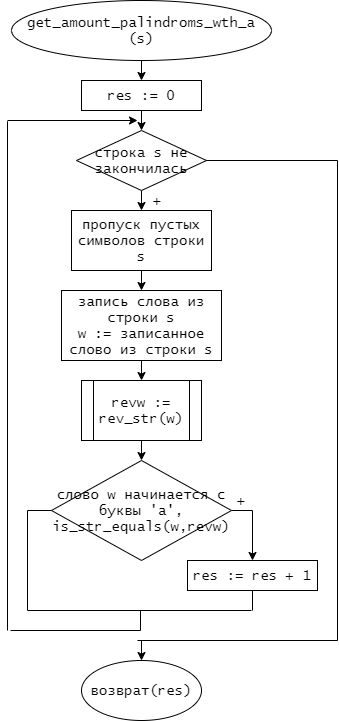 get_amount_palindroms_wth_a
(s)
res := 0
строка s не
закончилась
+
пропуск пустых
символов строки
s
запись слова из
строки s
w := записанное
слово из строки s
revw :=
rev_str(w)
слово w начинается с
буквы 'a',
is_str_equals(w,revw)
+
res := res + 1
возврат(res)